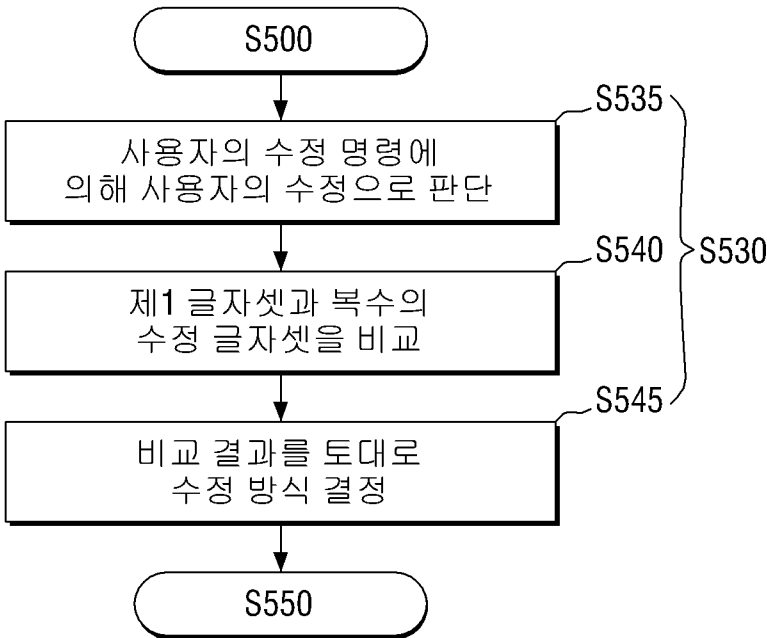 S500
S535
사용자의 수정 명령에
의해 사용자의 수정으로 판단
S540
S530
제1 글자셋과 복수의
수정 글자셋을 비교
S545
비교 결과를 토대로
수정 방식 결정
S550